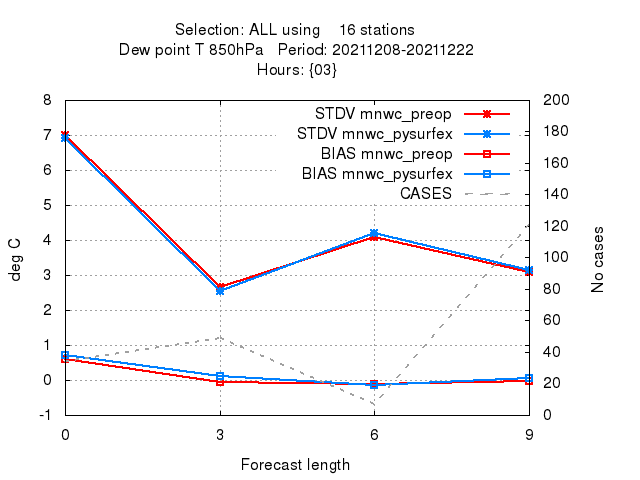 Selection: ALL using    16 stations
Dew point T 850hPa   Period: 20211208-20211222
Hours: {03}
STDV mnwc_preop
STDV mnwc_pysurfex
BIAS mnwc_preop
BIAS mnwc_pysurfex
CASES
8
7
6
5
4
3
2
1
0
-1
deg C
200
180
160
140
120
100
80
60
40
20
0
No cases
0 3 6 9
Forecast length